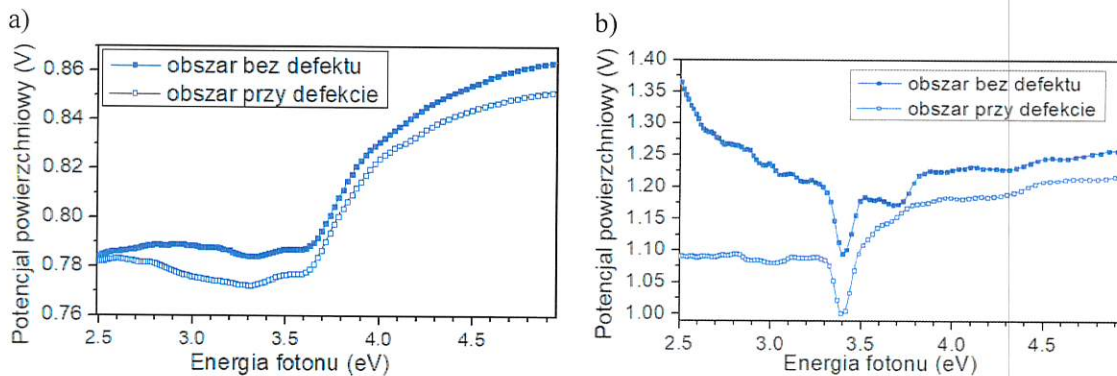 a)
Potencjał powierzchniowy (V)
0.86
0.84
0.82
0.80
0.78
0.76
obszar bez defektu
obszar przy defekcie
2.5 3.0 3.5 4.0 4.5
Energia fotonu (eV)
b)
Potencjał powierzchniowy (V)
1.40
1.35
1.30
1.25
1.20
1.15
1.10
1.05
1.00
obszar bez defektu
obszar przy defekcie
2.5 3.0 3.5 4.0 4.5
Energia fotonu (eV)